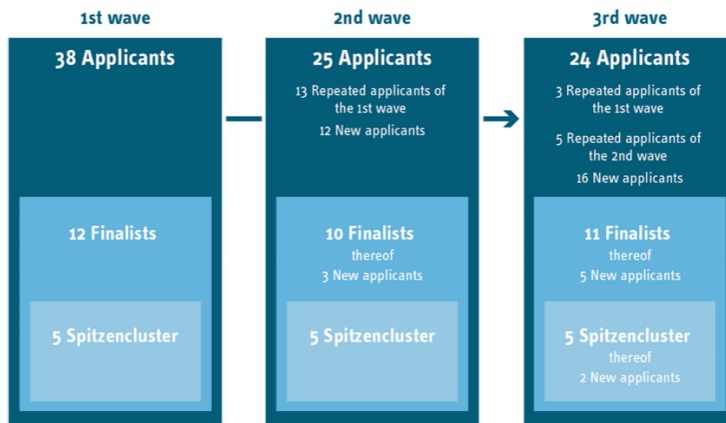 1st wave
38 Applicants
12 Finalists
5 Spitzencluster
2nd wave
25 Applicants
13 Repeated applicants of
the 1st wave
12 New applicants
10 Finalists
thereof
3 New applicants
5 Spitzencluster
3rd wave
24 Applicants
3 Repeated applicants of
the 1st wave
5 Repeated applicants of
the 2nd wave
16 New applicants
11 Finalists
thereof
5 New applicants
5 Spitzencluster
thereof
2 New applicants